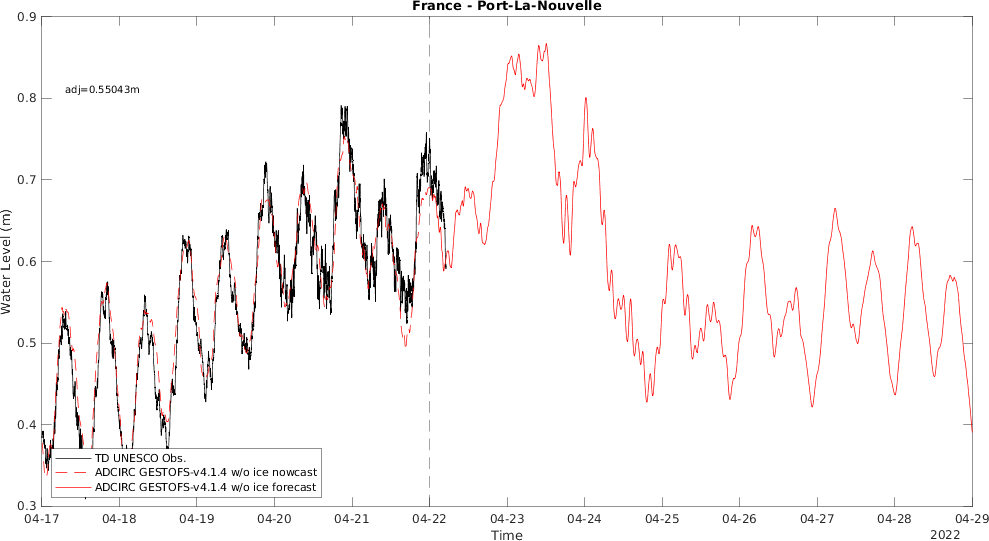 France - Port-La-Nouvelle
0.9
0.8
0.7
0.6
0.5
0.4
0.3
Water Level (m)
adj=0.55043m
TD UNESCO Obs.
ADCIRC GESTOFS-v4.1.4 w/o ice nowcast
ADCIRC GESTOFS-v4.1.4 w/o ice forecast
04-17 04-18 04-19 04-20 04-21 04-22 04-23 04-24 04-25 04-26 04-27 04-28 04-29
Time
2022